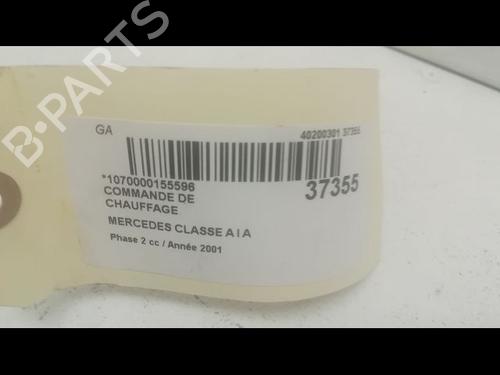 B-PARTS
GA
40200301 37355
*1070000155596
37355
COMMANDE DE
CHAUFFAGE
MERCEDES CLASSE A I A
Phase 2 cc / Année 2001